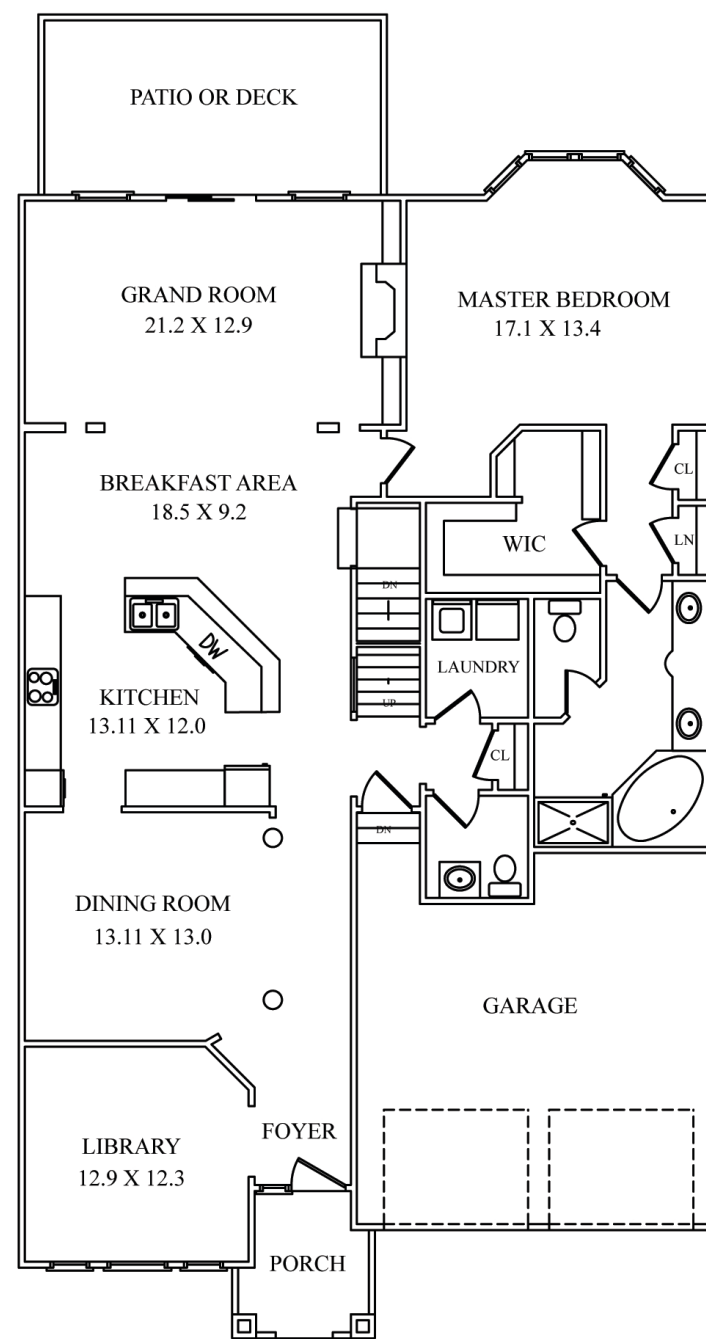 PATIO OR DECK
GRAND ROOM
21.2 X 12.9
MASTER BEDROOM
17.1 X 13.4
BREAKFAST AREA
18.5 X 9.2
CL
WIC
LN
DN
DW
LAUNDRY
KITCHEN
13.11 X 12.0
UP
CL
DN
DINING ROOM
13.11 X 13.0
GARAGE
FOYER
LIBRARY
12.9 X 12.3
PORCH